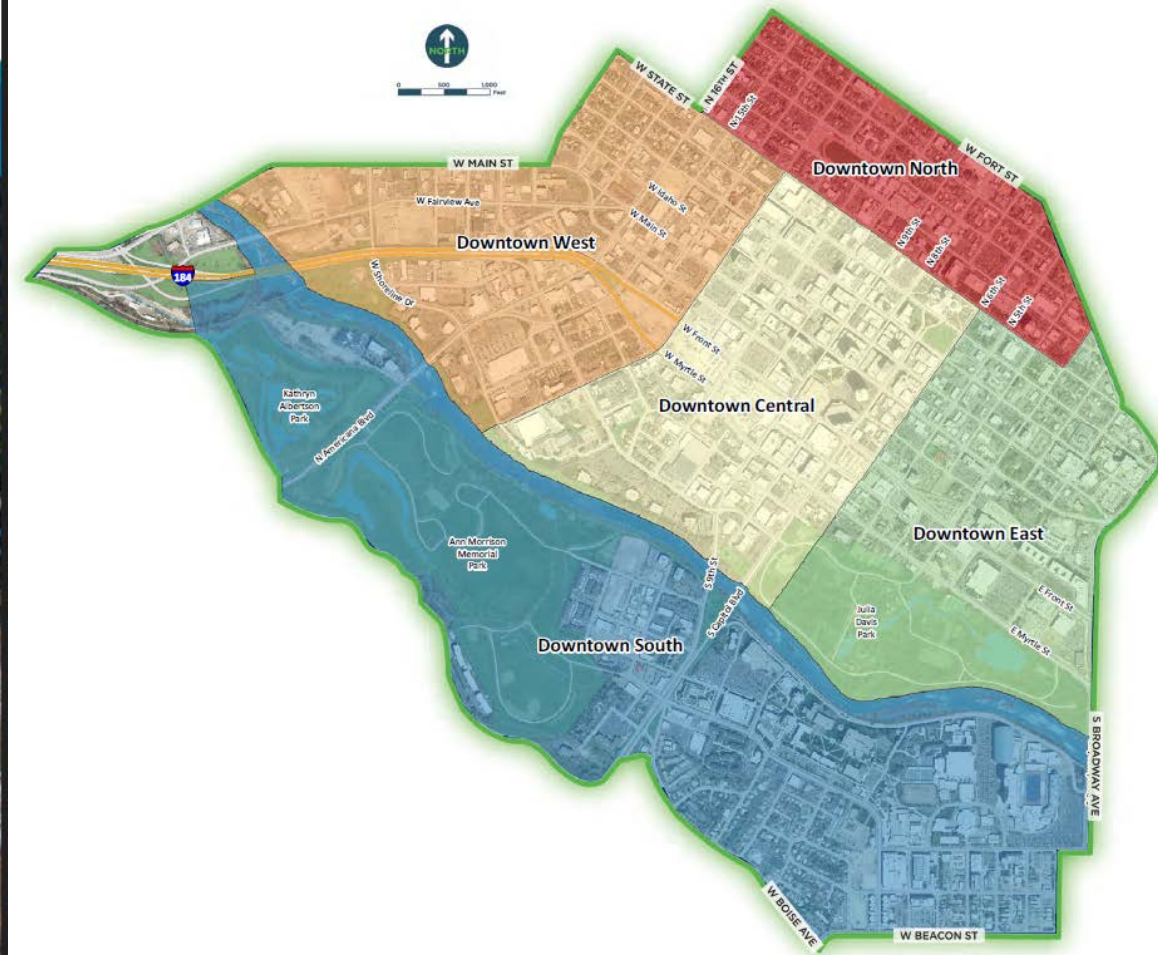 NORTH
0 500 1,000
Feet
W STATE ST
N 16TH ST
N 15th St
W FORT ST
Downtown North
W MAIN ST
W Idaho St
W Fairview Ave
W Main St
N 9th St
N 8th St
Downtown West
184
W Shoreline Dr
N 6th St
N 5th St
W Front St
W Myrtle St
Kathryn
Albertson
Park
Downtown Central
N Americana Blvd
Downtown East
Ann Morrison
Memorial
Park
S 9th St
S Capitol Blvd
E Front St
Julia
Davis
Park
E Myrtle St
Downtown South
S BROADWAY AVE
W BOISE AVE
W BEACON ST